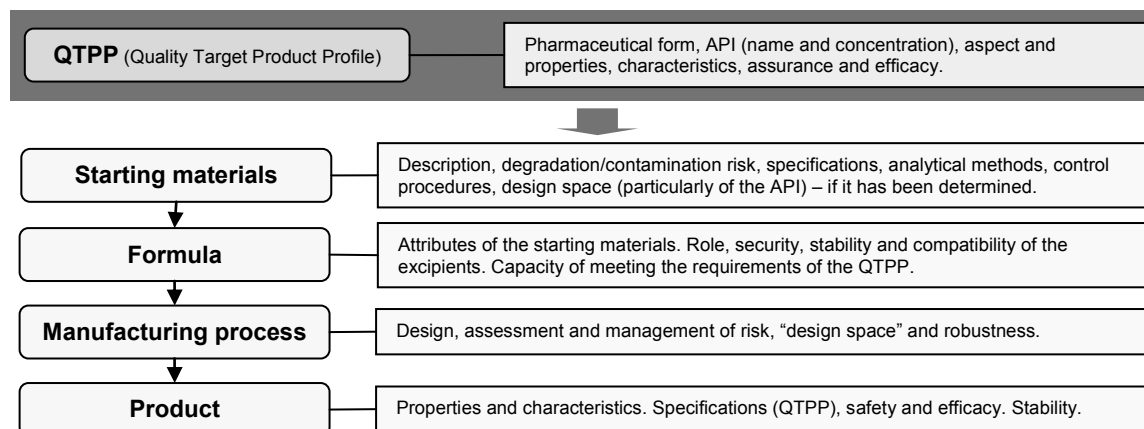 QTPP (Quality Target Product Profile)
Pharmaceutical form, API (name and concentration), aspect and
properties, characteristics, assurance and efficacy.
Starting materials
Description, degradation/contamination risk, specifications, analytical methods, control
procedures, design space (particularly of the API) – if it has been determined.
Formula
Attributes of the starting materials. Role, security, stability and compatibility of the
excipients. Capacity of meeting the requirements of the QTPP.
Manufacturing process
Design, assessment and management of risk, “design space” and robustness.
Product
Properties and characteristics. Specifications (QTPP), safety and efficacy. Stability.